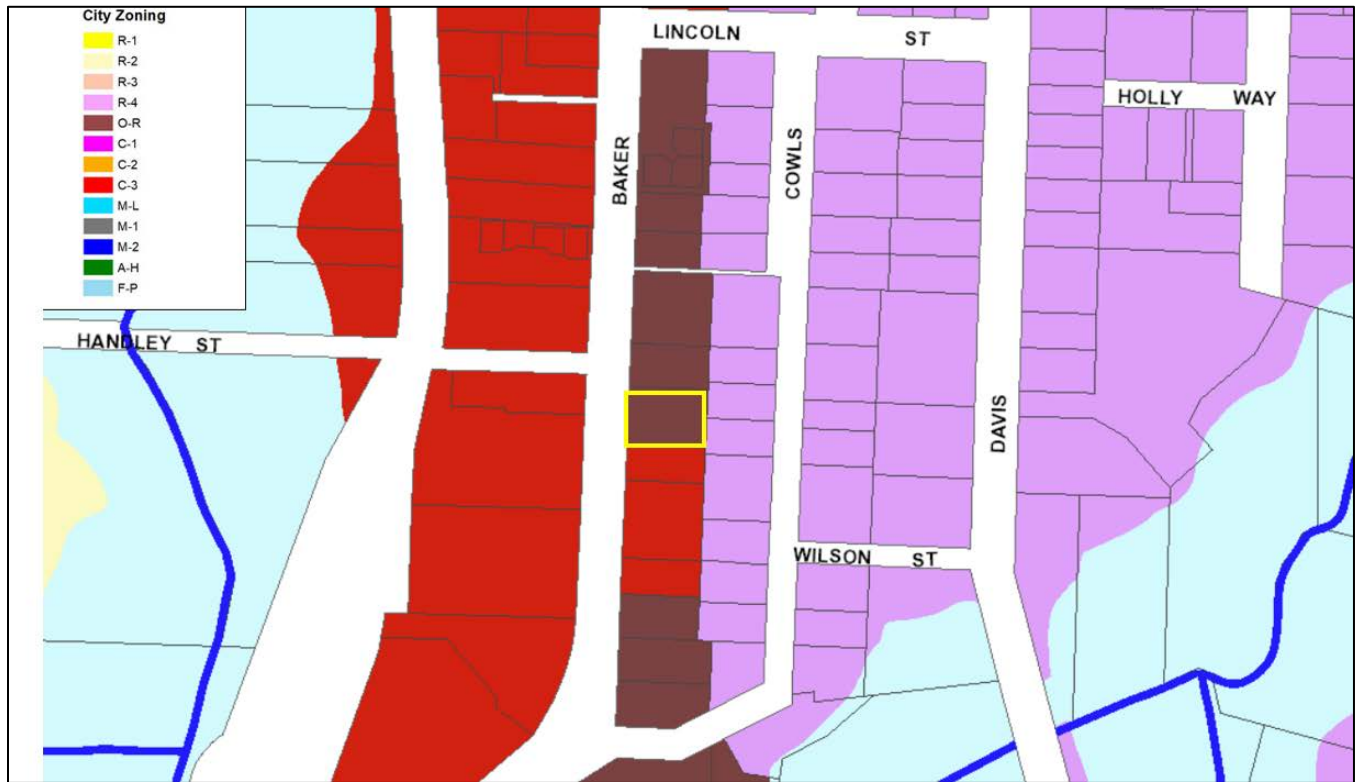 City Zoning
R-1
R-2
R-3
R-4
O-R
C-1
C-2
C-3
M-L
M-1
M-2
A-H
F-P
LINCOLN ST
HOLLY WAY
BAKER
COWLS
HANDLEY ST
DAVIS
WILSON ST